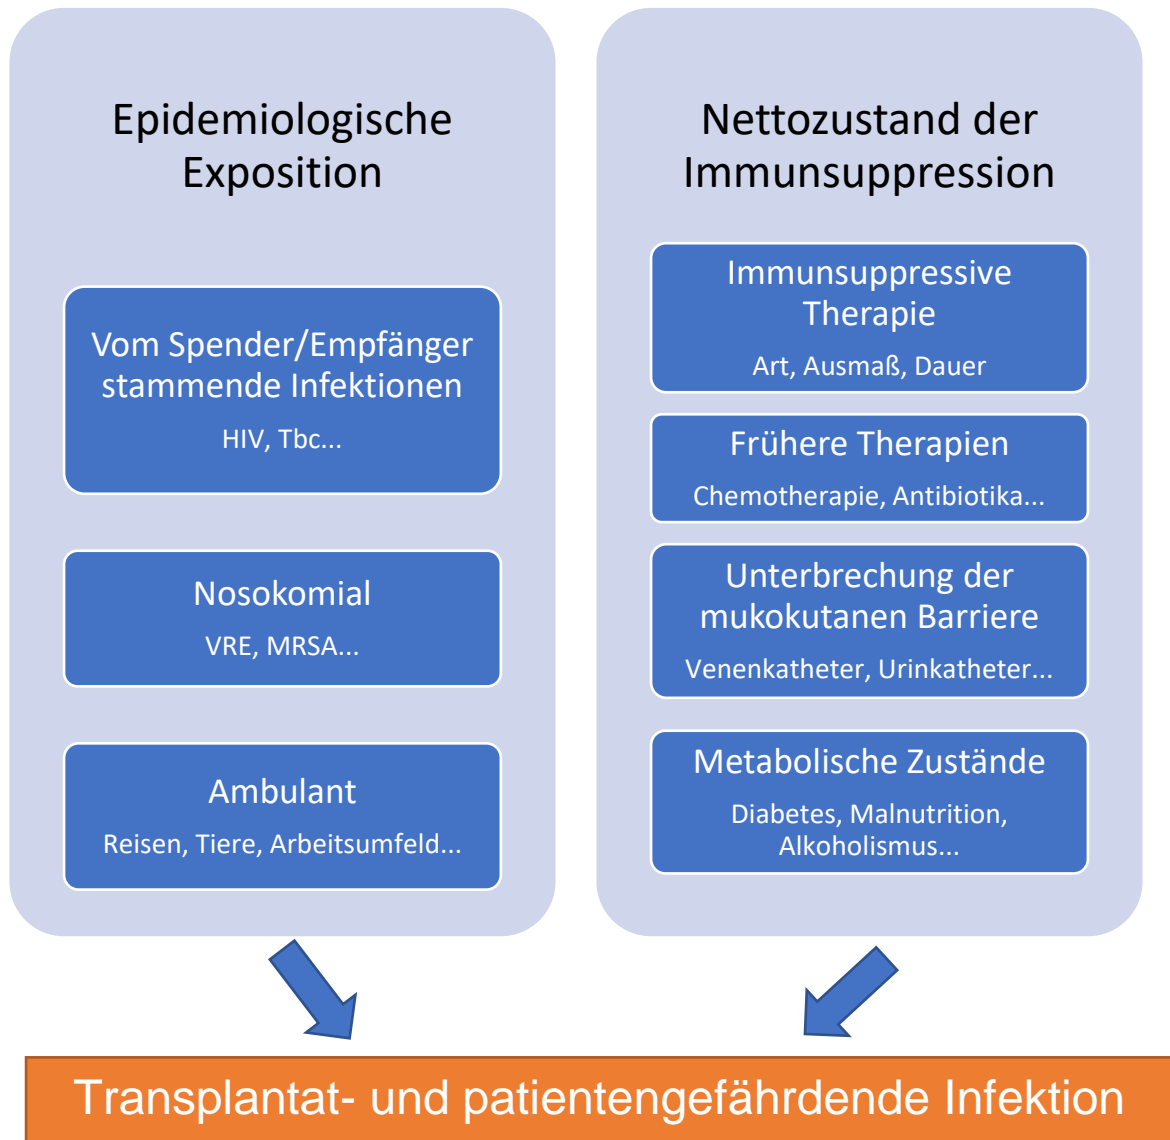 Epidemiologische
Exposition
Vom Spender/Empfänger
stammende Infektionen
HIV, Tbc...
Nosokomial
VRE, MRSA...
Ambulant
Reisen, Tiere, Arbeitsumfeld...
Nettozustand der
Immunsuppression
Immunsuppressive
Therapie
Art, Ausmaß, Dauer
Frühere Therapien
Chemotherapie, Antibiotika...
Unterbrechung der
mukokutanen Barriere
Venenkatheter, Urinkatheter...
Metabolische Zustände
Diabetes, Malnutrition,
Alkoholismus...
Transplantat- und patientengefährdende Infektion